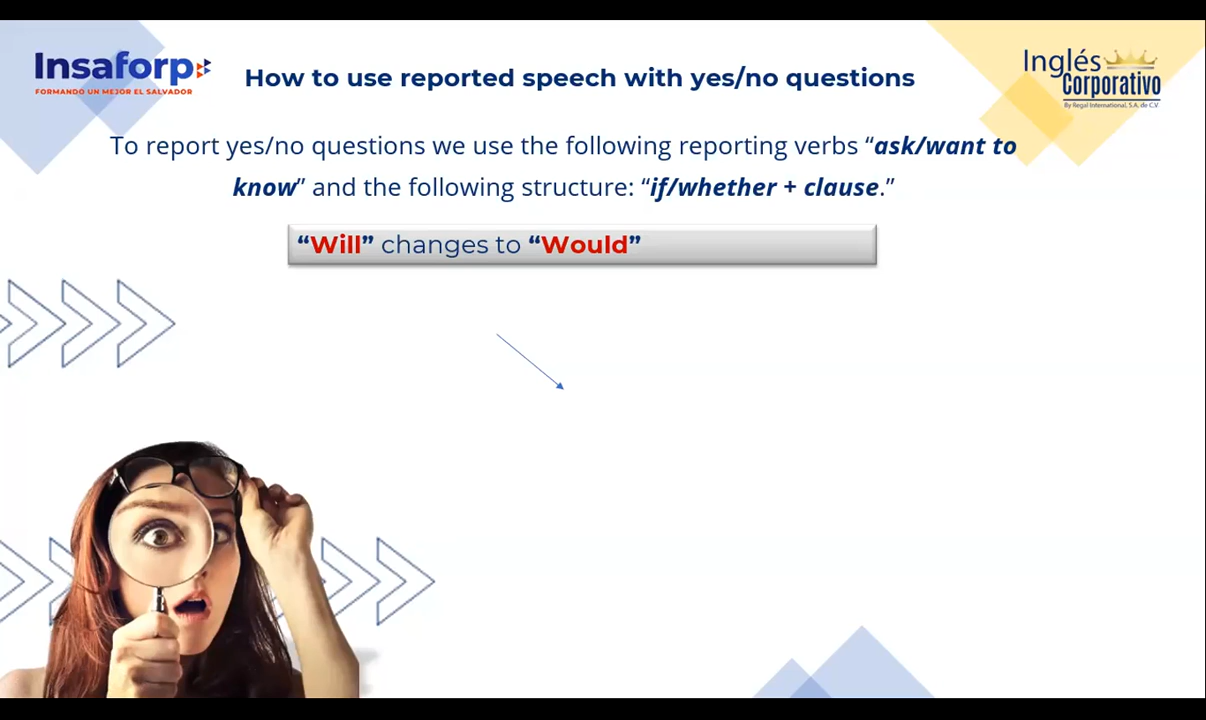 Insaforp
FORMANDO UN MEJOR EL SALVADOR
How to use reported speech with yes/no questions
Inglés
Corporativo
By Regal International, S.A. de C.V.
To report yes/no questions we use the following reporting verbs “ask/want to
know” and the following structure: “if/whether + clause.”
“Will” changes to “Would”